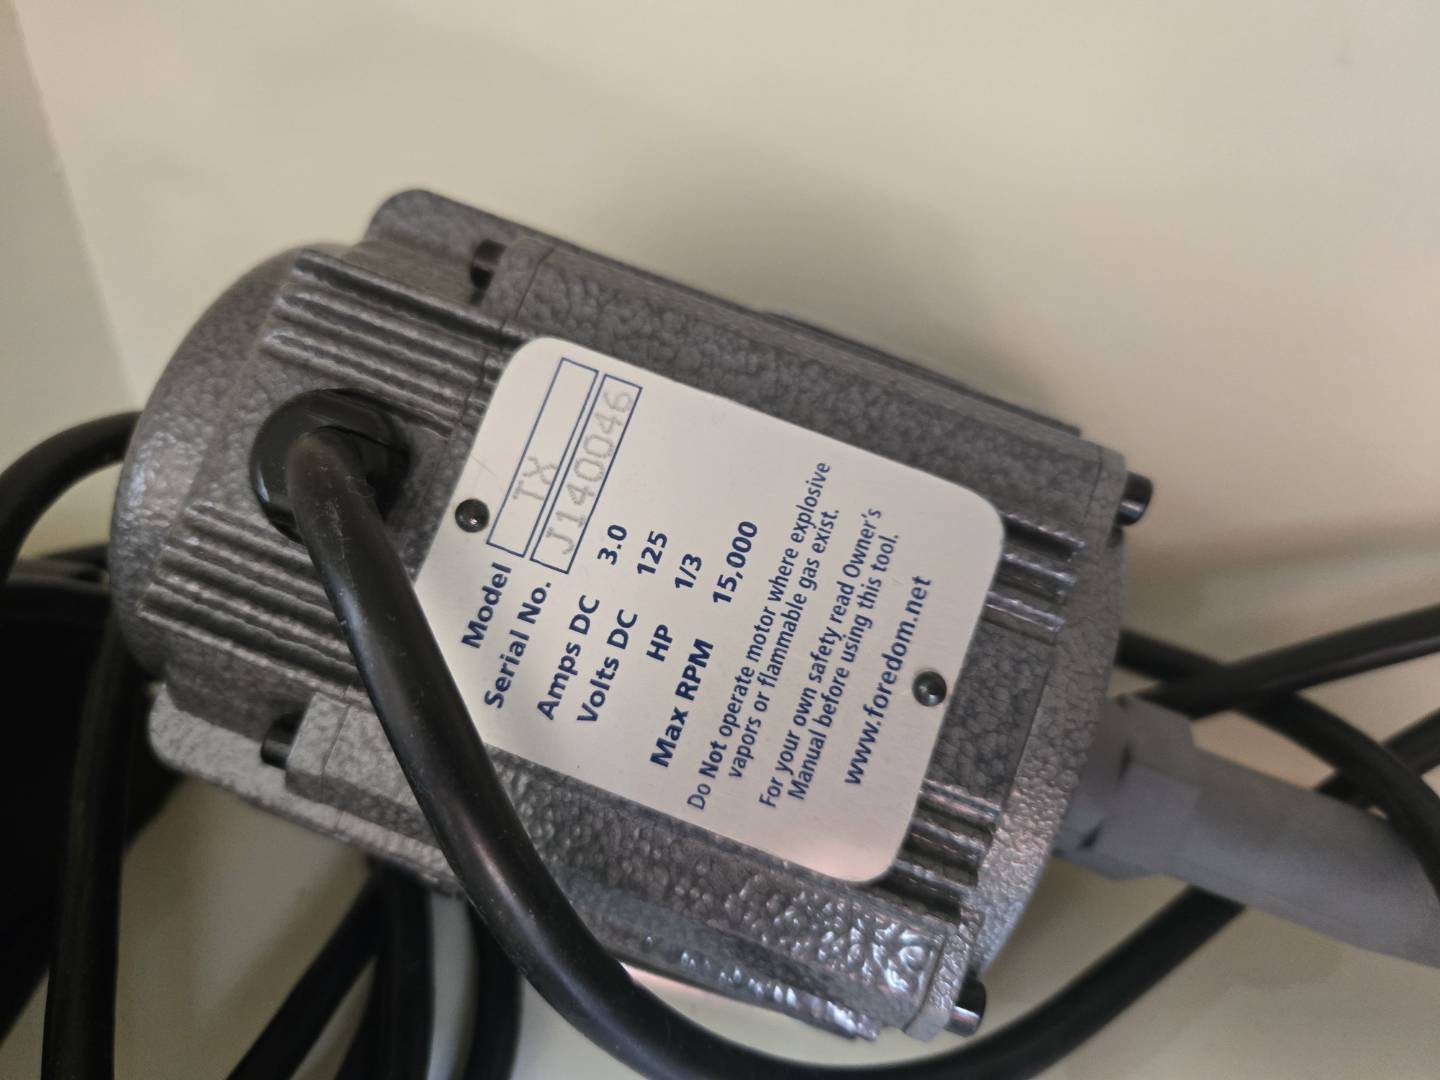 Model TX
Serial No. J140046
Amps DC 3.0
Volts DC 125
HP 1/3
Max RPM 15,000
Do Not operate motor where explosive
vapors or flammable gas exist.
For your own safety read Owner's
Manual before using this tool.
www.foredom.net